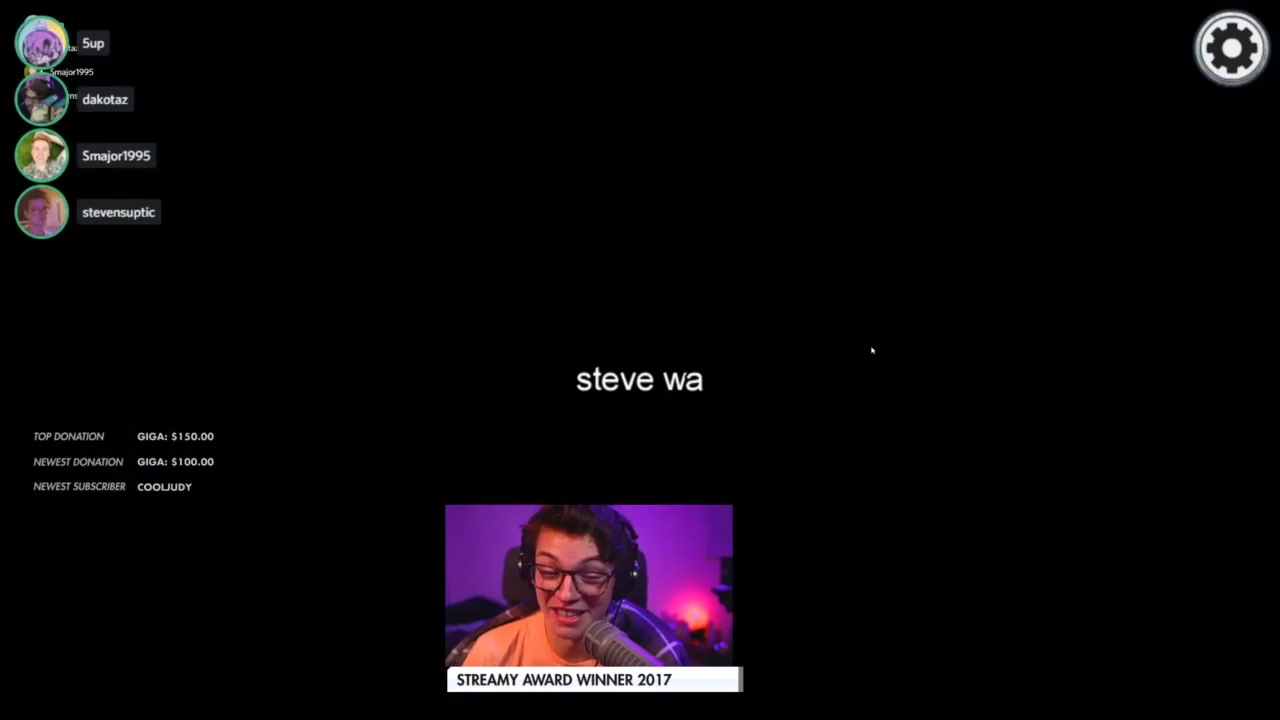 5up
Smajor1995
dakotaz
Smajor1995
stevensuptic
steve wa
TOP DONATION GIGA: $150.00
NEWEST DONATION GIGA: $100.00
NEWEST SUBSCRIBER COOLJUDY
STREAMY AWARD WINNER 2017